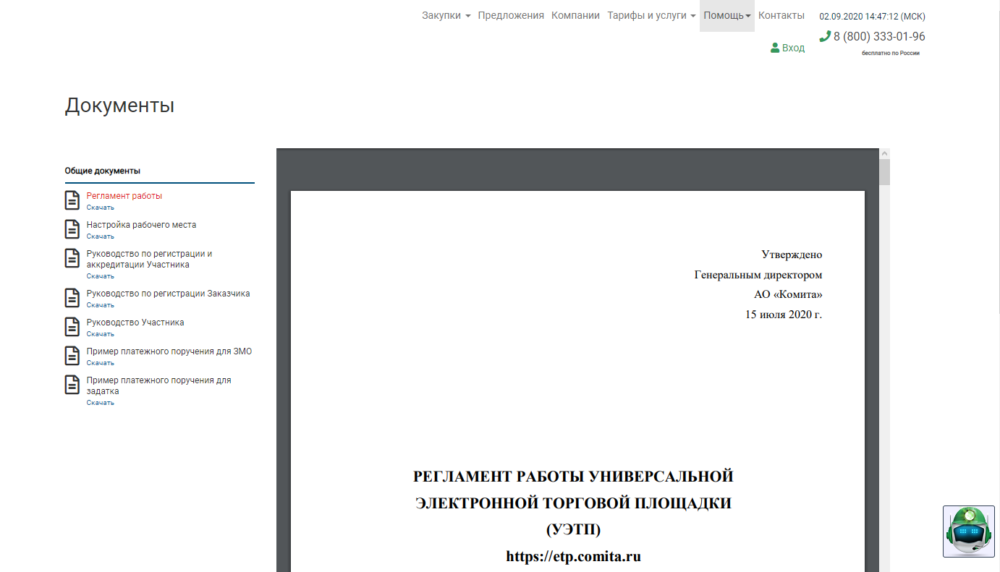 Закупки Предложения Компании Тарифы и услуги Помощь Контакты 02.09.2020 14:47:12 (МСК)
8 (800) 333-01-96
Вход
бесплатно по России
Документы
Общие документы
Регламент работы
Скачать
Настройка рабочего места
Скачать
Руководство по регистрации и
аккредитации Участника
Скачать
Руководство по регистрации Заказчика
Скачать
Руководство Участника
Скачать
Пример платежного поручения для ЗМО
Скачать
Пример платежного поручения для
задатка
Скачать
Утверждено
Генеральным директором
АО «Комита»
15 июля 2020 г.
РЕГЛАМЕНТ РАБОТЫ УНИВЕРСАЛЬНОЙ
ЭЛЕКТРОННОЙ ТОРГОВОЙ ПЛОЩАДКИ
(УЭТП)
https://etp.comita.ru